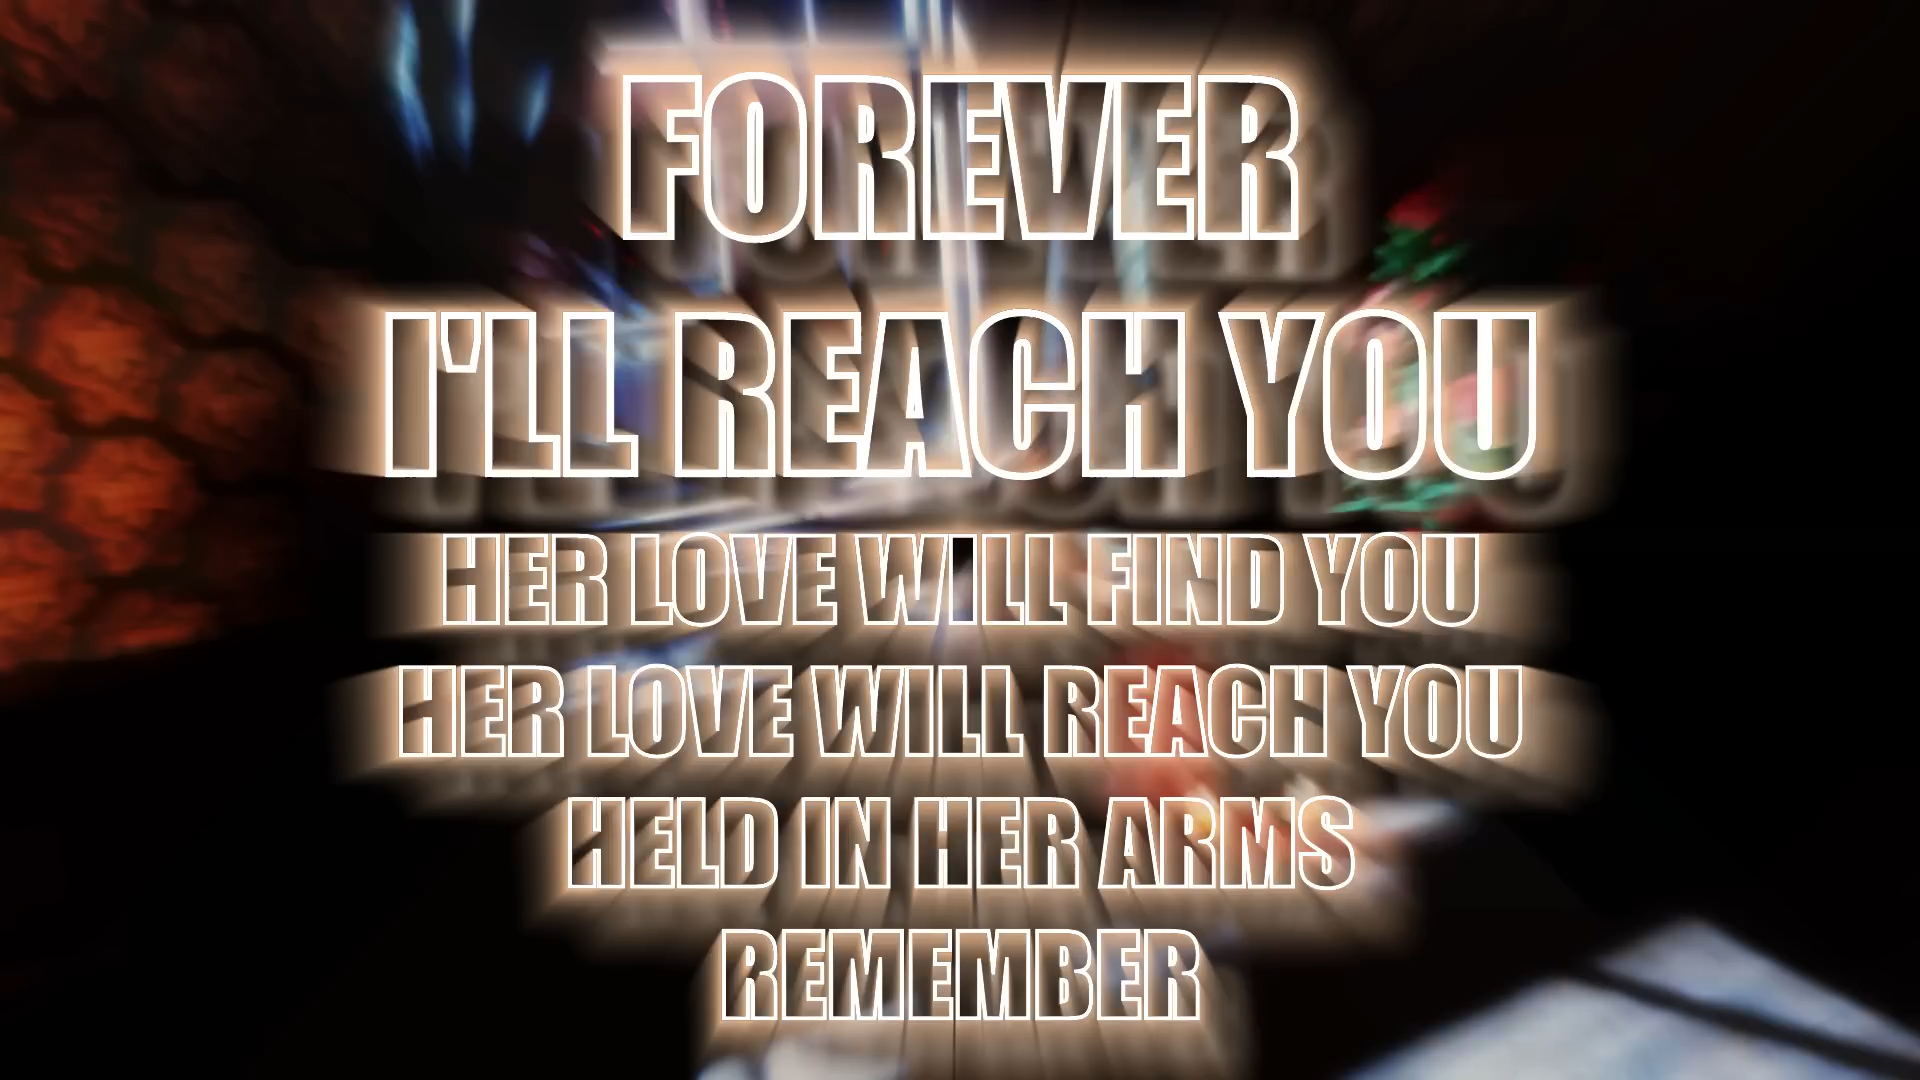 FOREVER
I'LL REACH YOU
HER LOVE WILL FIND YOU
HER LOVE WILL REACH YOU
HELD IN HER ARMS
REMEMBER